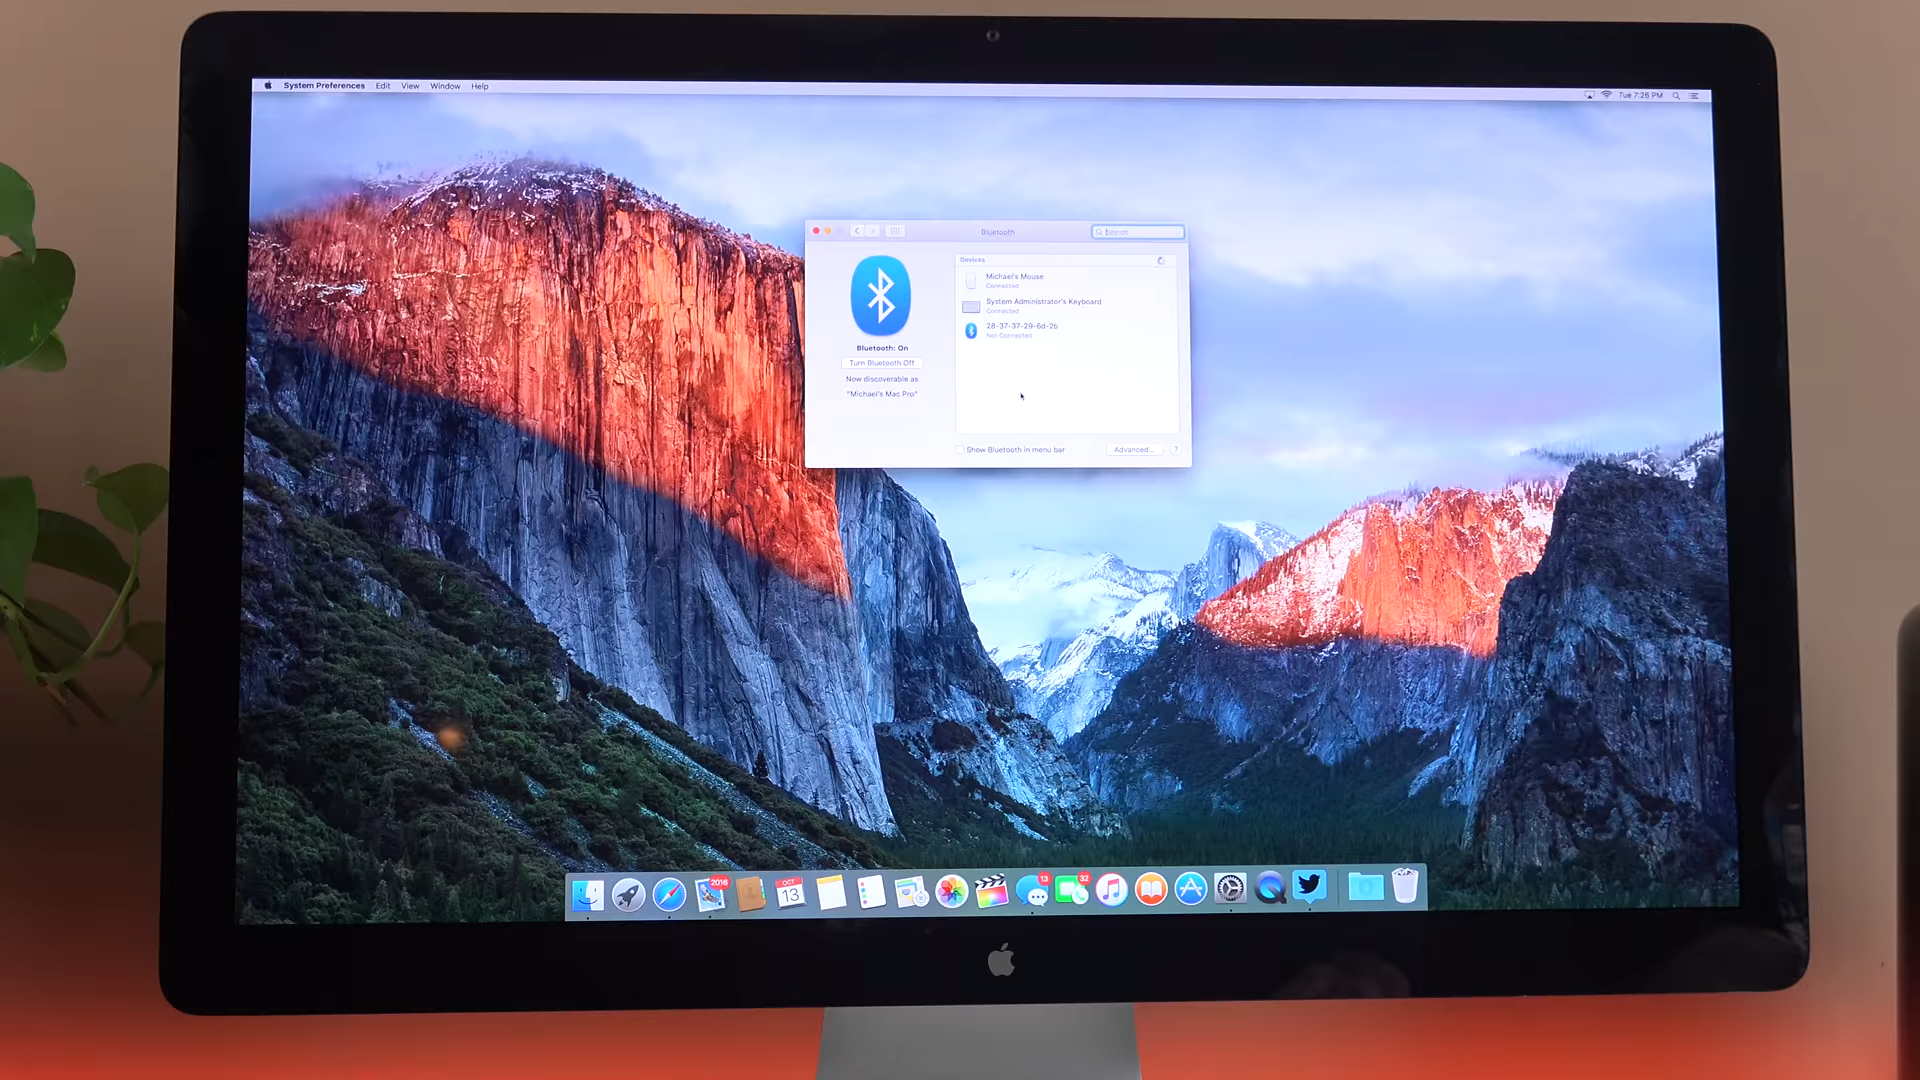 System Preferences Edit View Window Help
Tue 7:26 PM
Bluetooth
Search
Devices
Michael's Mouse
Connected
System Administrator's Keyboard
Connected
28-37-37-29-6d-2b
Not Connected
Bluetooth: On
Turn Bluetooth Off
Now discoverable as
"Michael's Mac Pro"
Show Bluetooth in menu bar
Advanced...
?
2016
OCT
13
13
32